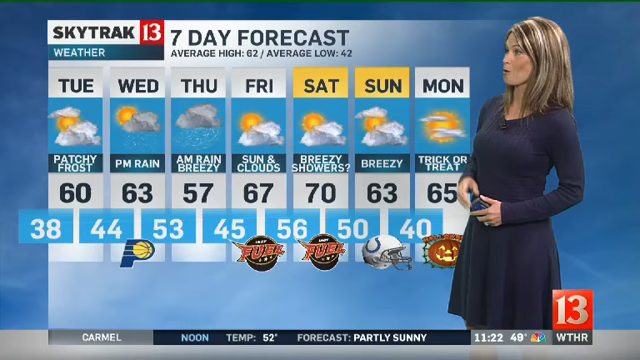 SKYTRAK 13
WEATHER
7 DAY FORECAST
AVERAGE HIGH: 62 / AVERAGE LOW: 42
TUE WED THU FRI SAT SUN MON
PATCHY FROST
PM RAIN
AM RAIN BREEZY
SUN & CLOUDS
BREEZY SHOWERS?
BREEZY
TRICK OR TREAT
60 63 57 67 70 63 65
38 44 53 45 56 50 40
FUEL
FUEL
13
CARMEL NOON TEMP: 52° FORECAST: PARTLY SUNNY 11:22 49° WTHR